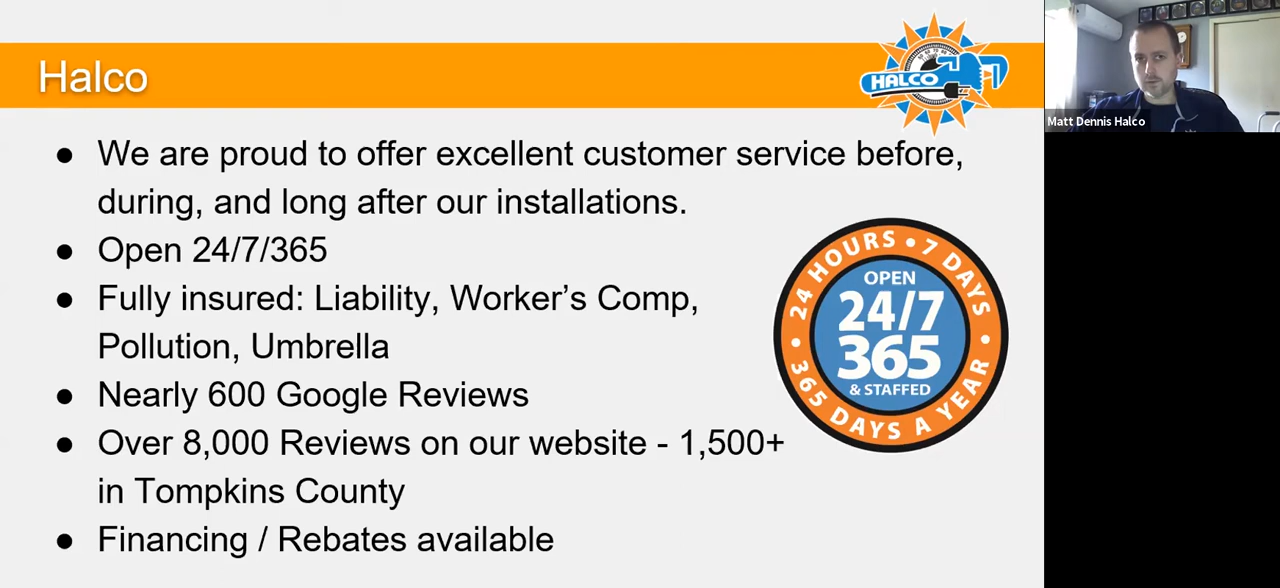 Halco
HALCO
Matt Dennis Halco
● We are proud to offer excellent customer service before,
during, and long after our installations.
● Open 24/7/365
● Fully insured: Liability, Worker’s Comp,
Pollution, Umbrella
● Nearly 600 Google Reviews
● Over 8,000 Reviews on our website - 1,500+
in Tompkins County
● Financing / Rebates available
24 HOURS • 7 DAYS
OPEN
24/7
365
& STAFFED
• 365 DAYS A YEAR •